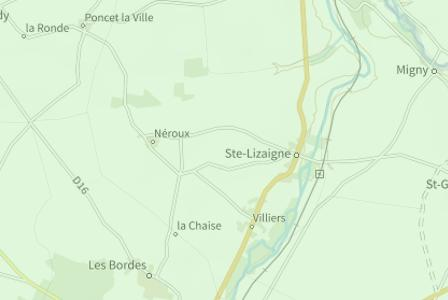 Poncet la Ville
la Ronde
Migny
Néroux
Ste-Lizaigne
D16
St-G
Villiers
la Chaise
Les Bordes